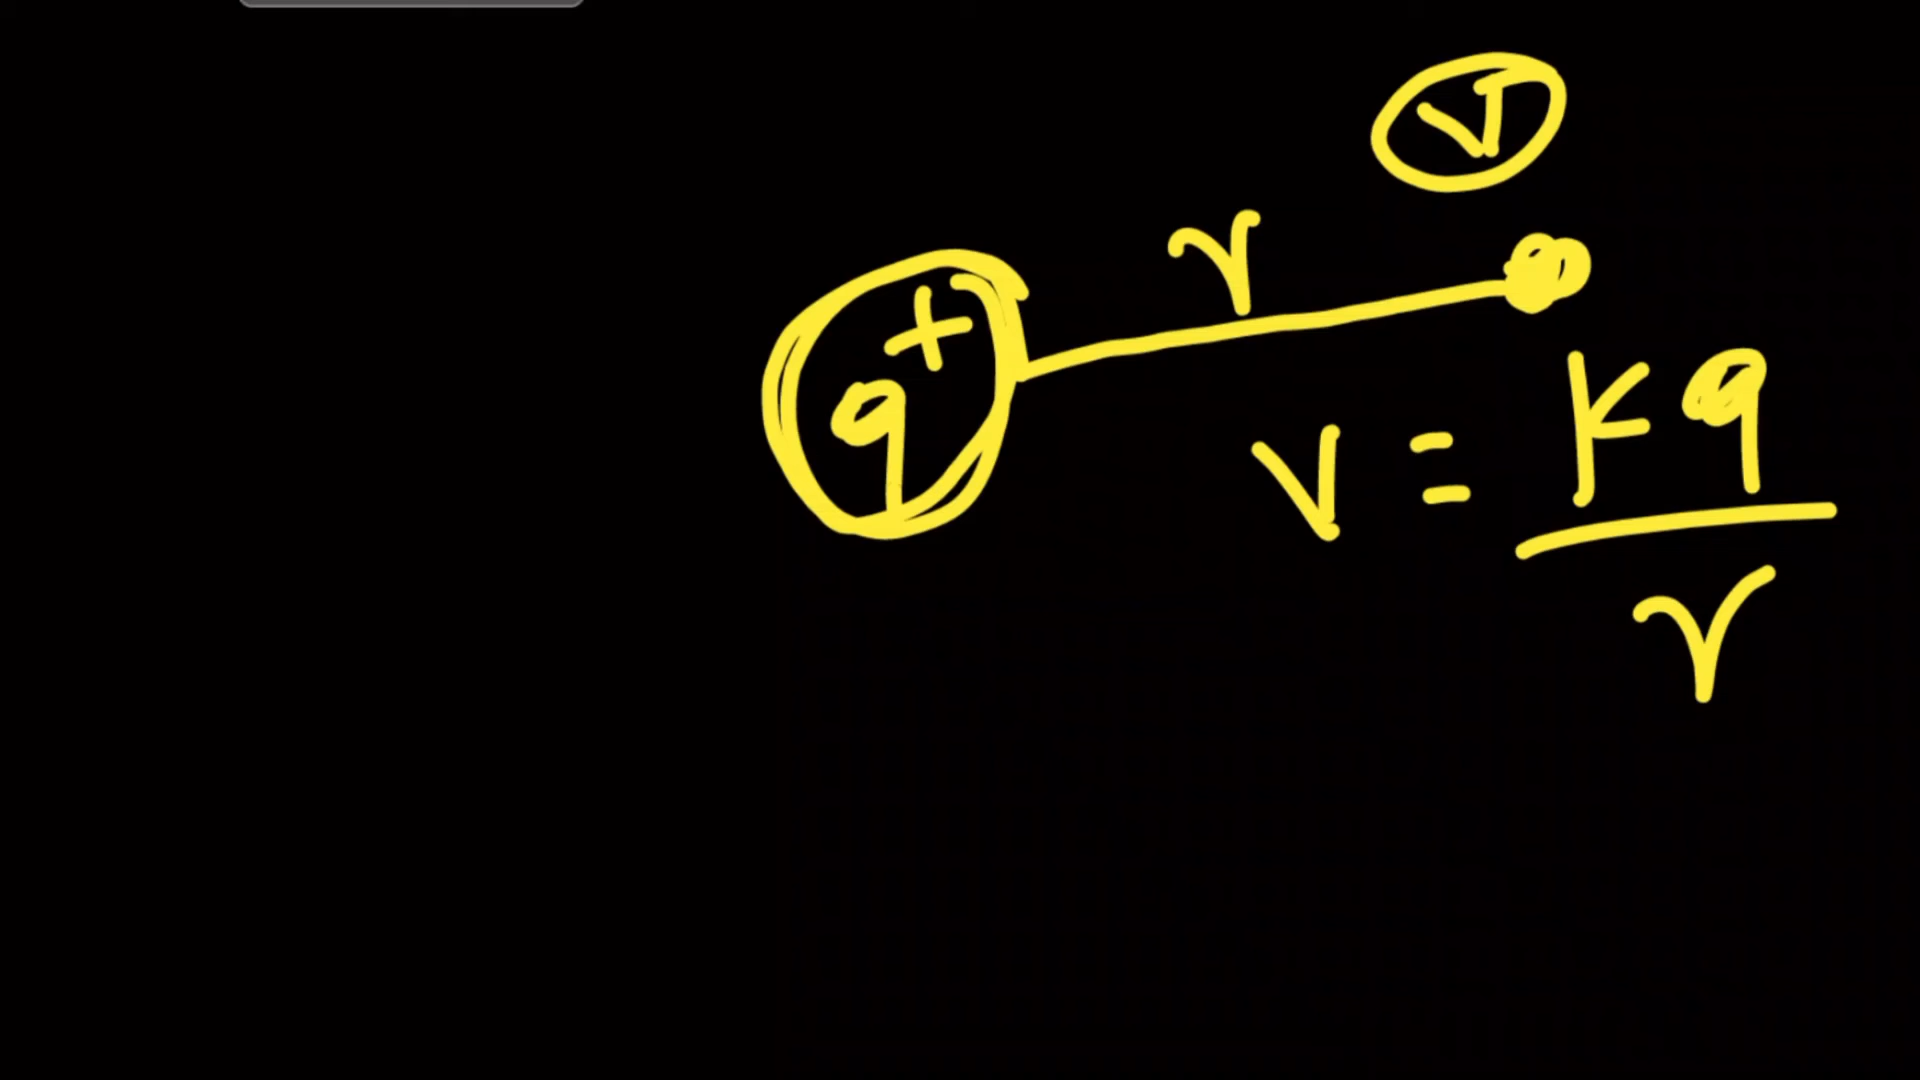 V
r
+
q
V = kq
r